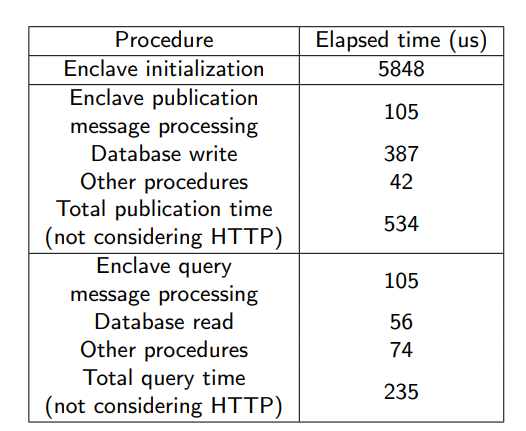 Procedure Elapsed time (us)
Enclave initialization 5848
Enclave publication
message processing 105
Database write 387
Other procedures 42
Total publication time
(not considering HTTP) 534
Enclave query
message processing 105
Database read 56
Other procedures 74
Total query time
(not considering HTTP) 235